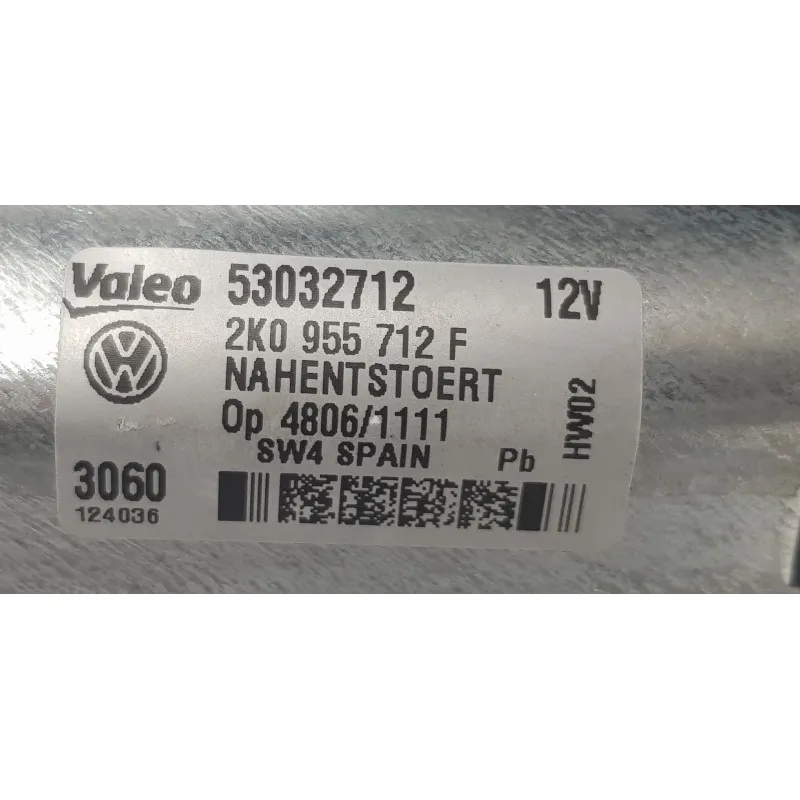 Valeo 53032712 12V
2K0 955 712 F
NAHENTSTOERT
Op 4806/1111
SW4 SPAIN Pb
HW02
3060
124036